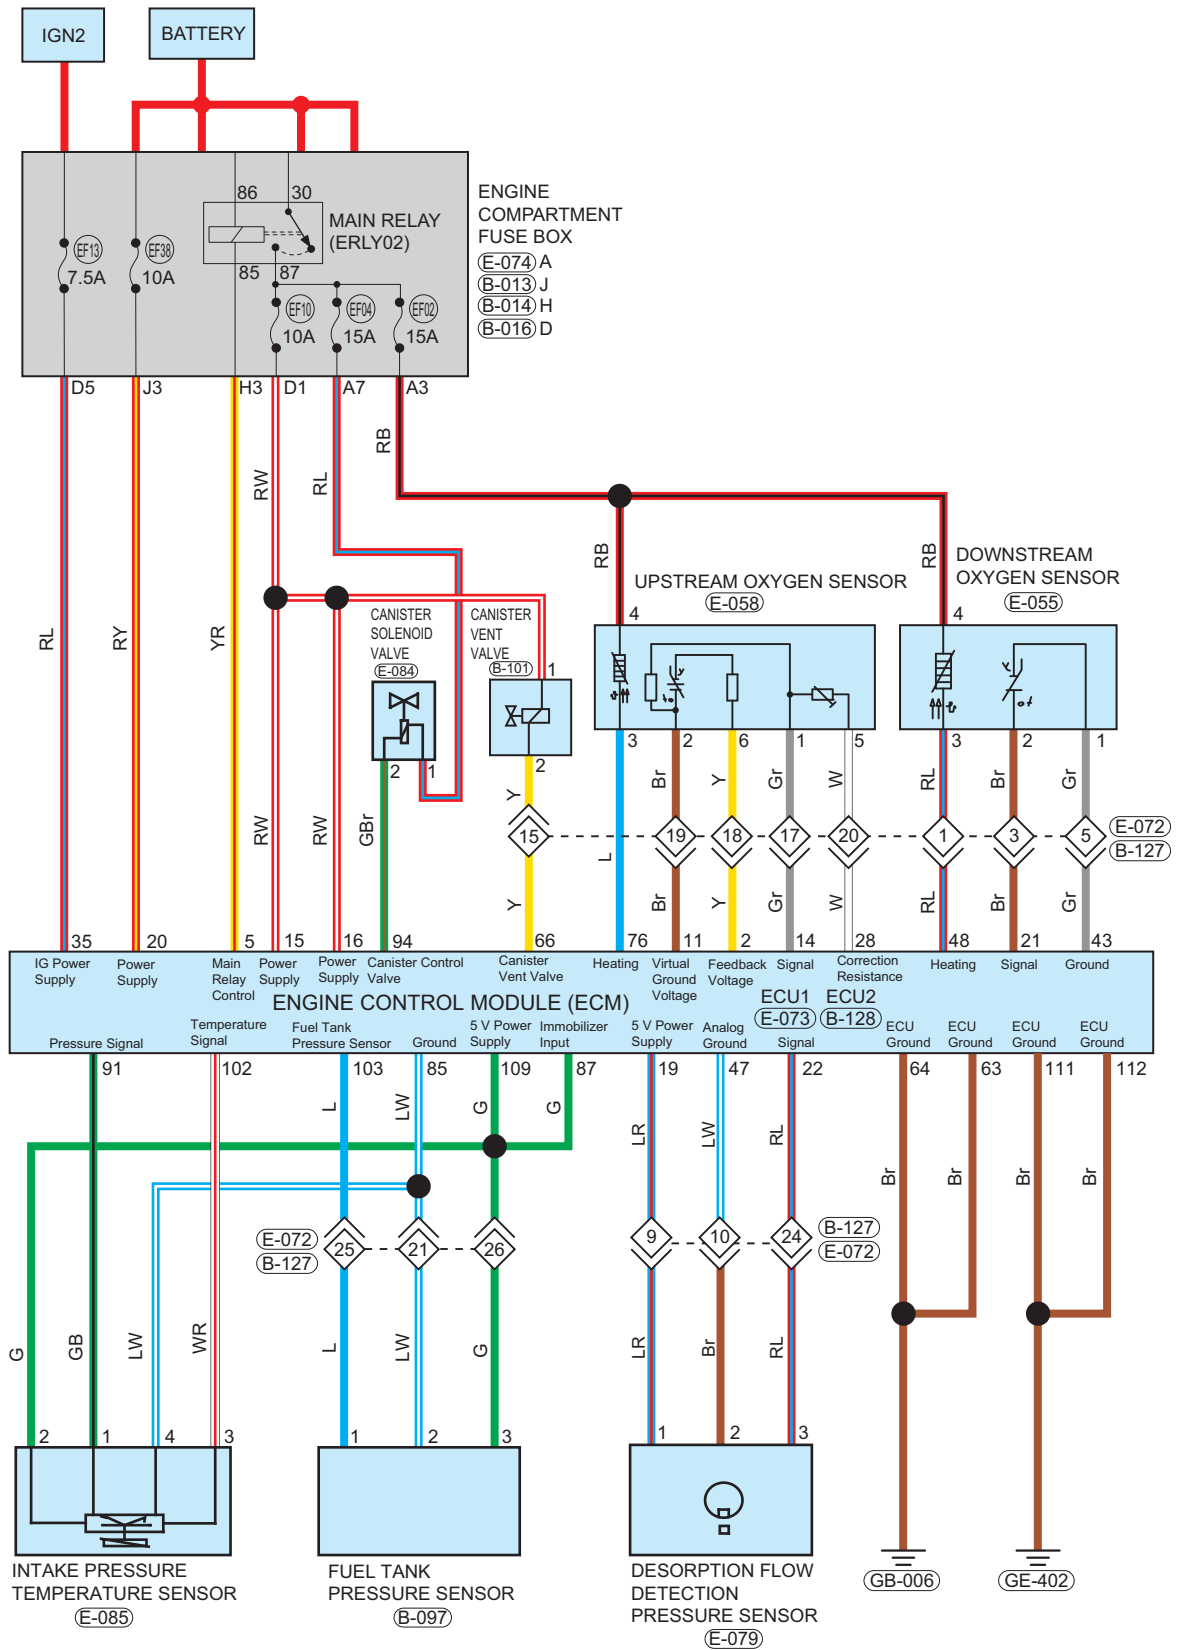 IGN2
BATTERY
86
30
MAIN RELAY
(ERLY02)
85
87
EF13
7.5A
EF38
10A
EF10
10A
EF04
15A
EF02
15A
ENGINE
COMPARTMENT
FUSE BOX
E-074 A
B-013 J
B-014 H
B-016 D
D5
J3
H3
D1
A7
A3
RB
RW
RL
RB
RB
RL
RY
YR
UPSTREAM OXYGEN SENSOR
E-058
DOWNSTREAM
OXYGEN SENSOR
E-055
CANISTER
SOLENOID
VALVE
E-084
CANISTER
VENT
VALVE
B-101
1
4
4
2
1
2
3
2
6
1
5
3
2
1
RW
RW
GBr
Y
L
Br
Y
Gr
W
RL
Br
Gr
15
19
18
17
20
1
3
5
E-072
B-127
Y
Br
Y
Gr
W
RL
Br
Gr
35
20
5
15
16
94
66
76
11
2
14
28
48
21
43
IG Power
Supply
Power
Supply
Main
Relay
Control
Power
Supply
Power
Supply
Canister Control
Valve
Canister
Vent Valve
Heating
Virtual
Ground
Voltage
Feedback
Voltage
Signal
Correction
Resistance
Heating
Signal
Ground
ENGINE CONTROL MODULE (ECM)
ECU1
E-073
ECU2
B-128
Pressure Signal
Temperature
Signal
Fuel Tank
Pressure Sensor
Ground
5 V Power
Supply
Immobilizer
Input
5 V Power
Supply
Analog
Ground
Signal
ECU
Ground
ECU
Ground
ECU
Ground
ECU
Ground
91
102
103
85
109
87
19
47
22
64
63
111
112
L
LW
G
G
LR
LW
RL
Br
Br
Br
Br
E-072
B-127
25
21
26
9
10
24
B-127
E-072
G
GB
LW
WR
L
LW
G
LR
Br
RL
2
1
4
3
1
2
3
1
2
3
INTAKE PRESSURE
TEMPERATURE SENSOR
E-085
FUEL TANK
PRESSURE SENSOR
B-097
DESORPTION FLOW
DETECTION
PRESSURE SENSOR
E-079
GB-006
GE-402